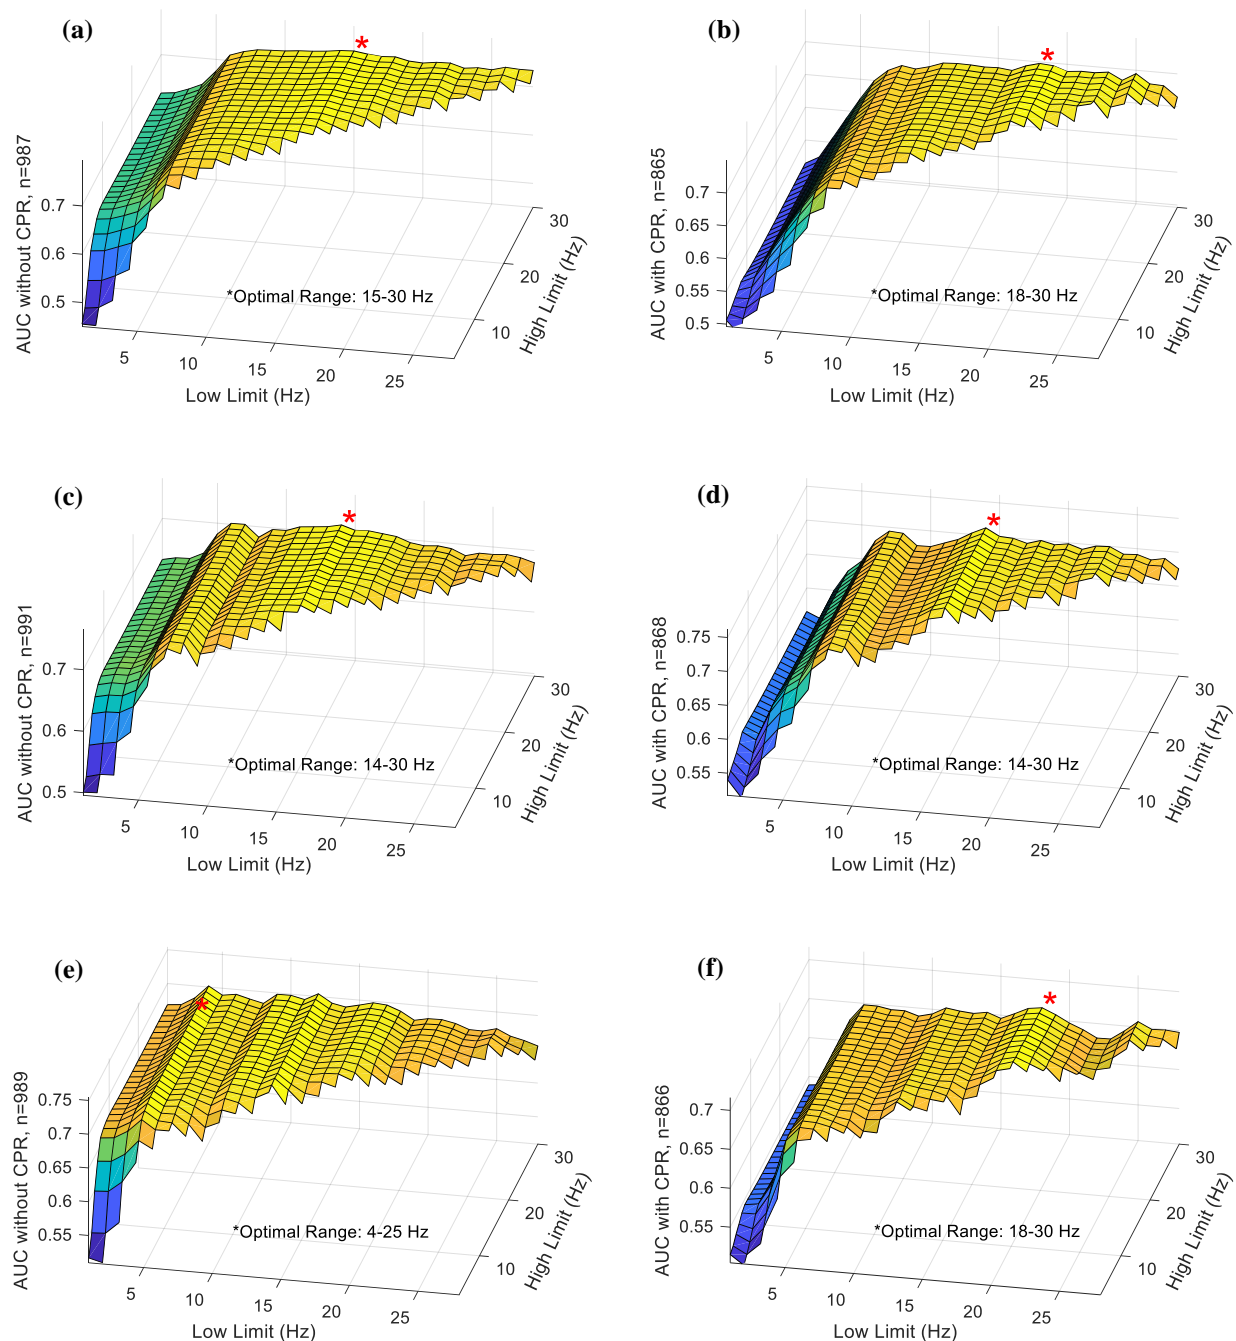 (a)
*
AUC without CPR, n=987
0.7
0.6
0.5
*Optimal Range: 15-30 Hz
5
10
15
20
25
Low Limit (Hz)
10
20
30
High Limit (Hz)
(b)
*
AUC with CPR, n=865
0.7
0.65
0.6
0.55
0.5
*Optimal Range: 18-30 Hz
5
10
15
20
25
Low Limit (Hz)
10
20
30
High Limit (Hz)
(c)
*
AUC without CPR, n=991
0.7
0.6
0.5
*Optimal Range: 14-30 Hz
5
10
15
20
25
Low Limit (Hz)
10
20
30
High Limit (Hz)
(d)
*
AUC with CPR, n=868
0.75
0.7
0.65
0.6
0.55
*Optimal Range: 14-30 Hz
5
10
15
20
25
Low Limit (Hz)
10
20
30
High Limit (Hz)
(e)
*
AUC without CPR, n=989
0.75
0.7
0.65
0.6
0.55
*Optimal Range: 4-25 Hz
5
10
15
20
25
Low Limit (Hz)
10
20
30
High Limit (Hz)
(f)
*
AUC with CPR, n=866
0.7
0.65
0.6
0.55
*Optimal Range: 18-30 Hz
5
10
15
20
25
Low Limit (Hz)
10
20
30
High Limit (Hz)